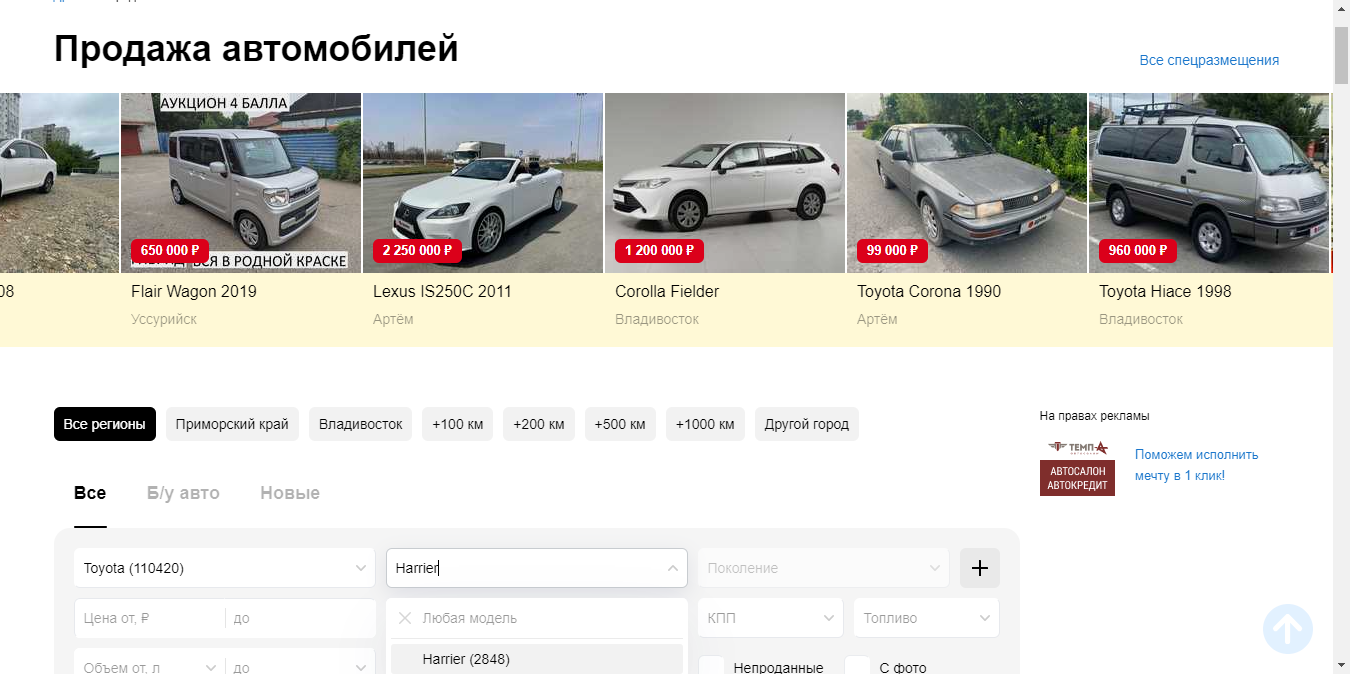 Продажа автомобилей
Все спецразмещения
АУКЦИОН 4 БАЛЛА
650 000 ₽
ВСЯ В РОДНОЙ КРАСКЕ
2 250 000 ₽
1 200 000 ₽
99 000 ₽
960 000 ₽
08
Flair Wagon 2019
Lexus IS250C 2011
Corolla Fielder
Toyota Corona 1990
Toyota Hiace 1998
Уссурийск
Артём
Владивосток
Артём
Владивосток
Все регионы
Приморский край
Владивосток
+100 км
+200 км
+500 км
+1000 км
Другой город
На правах рекламы
ТЕМП-А
АВТОСАЛОН
АВТОКРЕДИТ
Поможем исполнить
мечту в 1 клик!
Все
Б/у авто
Новые
Toyota (110420)
Harrier
Поколение
Цена от, ₽
до
Любая модель
КПП
Топливо
Harrier (2848)
Объем от, л
до
Непроданные
С фото